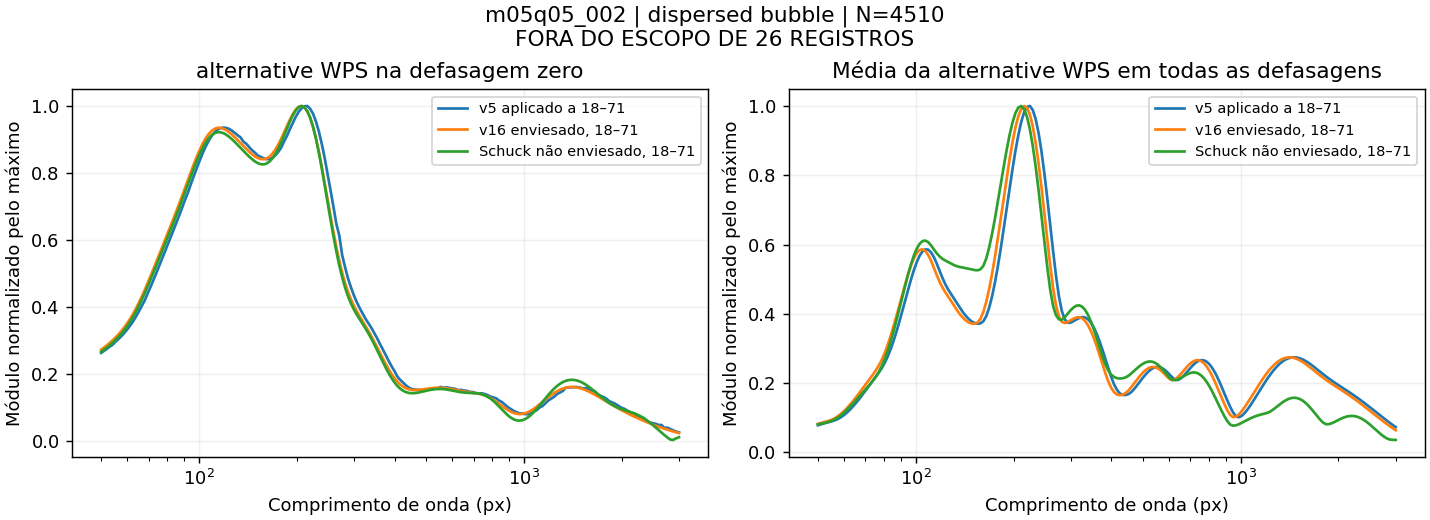 m05q05_002 | dispersed bubble | N=4510
FORA DO ESCOPO DE 26 REGISTROS
alternative WPS na defasagem zero
Módulo normalizado pelo máximo
1.0
0.8
0.6
0.4
0.2
0.0
v5 aplicado a 18–71
v16 enviesado, 18–71
Schuck não enviesado, 18–71
10²
10³
Comprimento de onda (px)
Média da alternative WPS em todas as defasagens
Módulo normalizado pelo máximo
1.0
0.8
0.6
0.4
0.2
0.0
v5 aplicado a 18–71
v16 enviesado, 18–71
Schuck não enviesado, 18–71
10²
10³
Comprimento de onda (px)